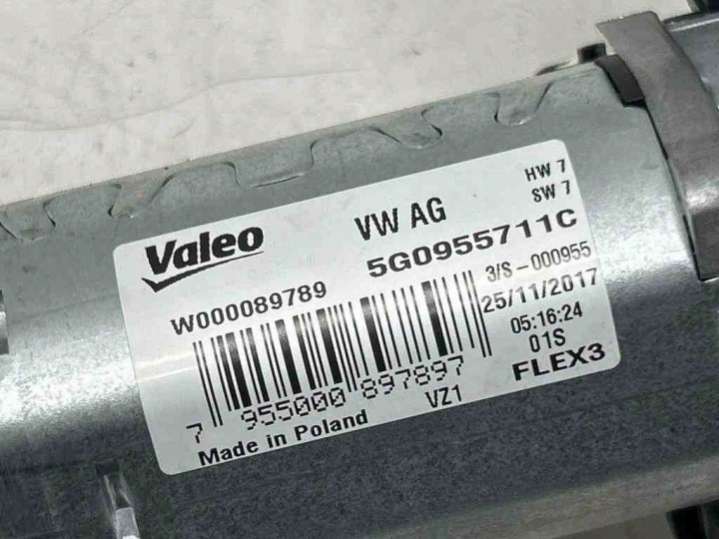 Valeo
VW AG
HW 7
SW 7
W000089789
5G0955711C
3/S-000955
25/11/2017
05:16:24
01S
7 955000 897897
VZ1
FLEX3
Made in Poland